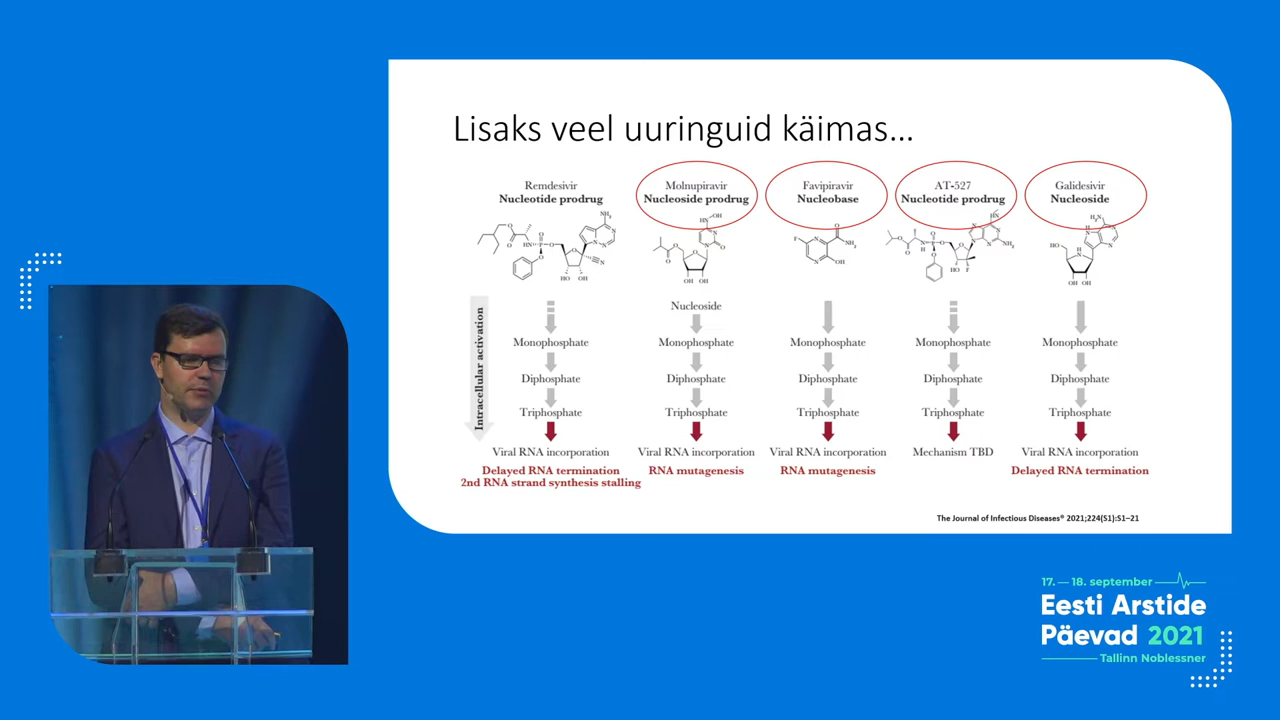 Lisaks veel uuringuid käimas...
Remdesivir
Nucleotide prodrug
Molnupiravir
Nucleoside prodrug
Favipiravir
Nucleobase
AT-527
Nucleotide prodrug
Galidesivir
Nucleoside
Intracellular activation
Monophosphate
Diphosphate
Triphosphate
Viral RNA incorporation
Delayed RNA termination
2nd RNA strand synthesis stalling
Nucleoside
Monophosphate
Diphosphate
Triphosphate
Viral RNA incorporation
RNA mutagenesis
Monophosphate
Diphosphate
Triphosphate
Viral RNA incorporation
RNA mutagenesis
Monophosphate
Diphosphate
Triphosphate
Mechanism TBD
Monophosphate
Diphosphate
Triphosphate
Viral RNA incorporation
Delayed RNA termination
The Journal of Infectious Diseases® 2021;224(S1):S1–21
17. — 18. september
Eesti Arstide
Päevad 2021
Tallinn Noblessner